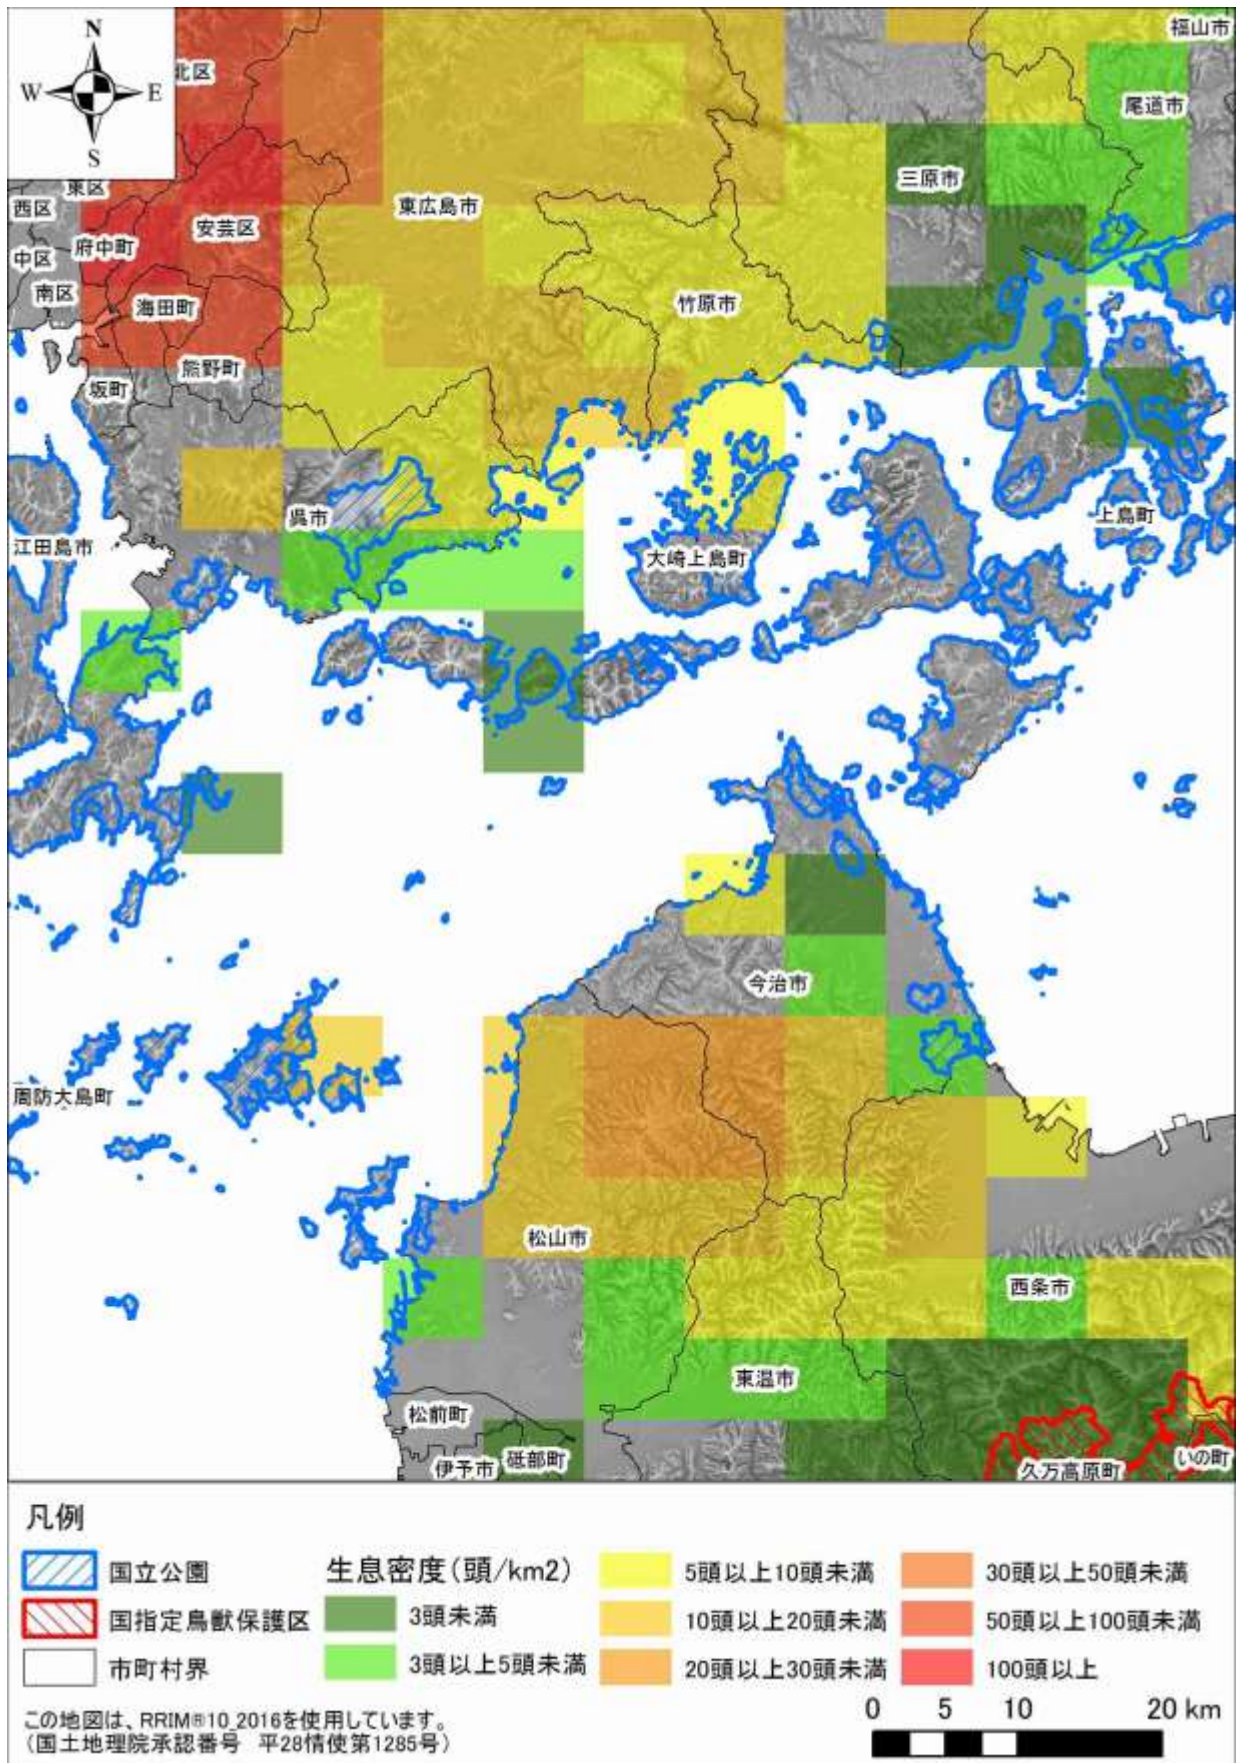 N
W
E
S
北区
福山市
尾道市
東区
西区
三原市
東広島市
安芸区
府中町
中区
南区
海田町
竹原市
熊野町
坂町
呉市
上島町
江田島市
大崎上島町
今治市
周防大島町
松山市
西条市
東温市
松前町
伊予市
砥部町
久万高原町
いの町
凡例
国立公園
国指定鳥獣保護区
市町村界
生息密度(頭/km2)
3頭未満
3頭以上5頭未満
5頭以上10頭未満
10頭以上20頭未満
20頭以上30頭未満
30頭以上50頭未満
50頭以上100頭未満
100頭以上
0 5 10 20 km
この地図は、RRIM®10_2016を使用しています。
(国土地理院承認番号 平28情使第1285号)